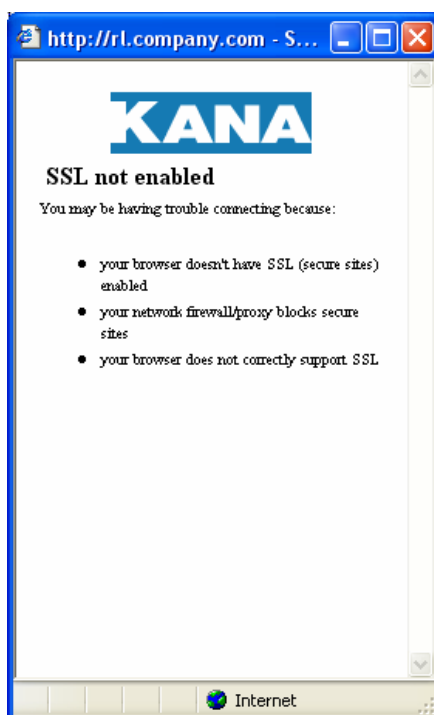 http://rl.company.com - S...
KANA
SSL not enabled
You may be having trouble connecting because:
your browser doesn't have SSL (secure sites)
enabled
your network firewall/proxy blocks secure
sites
your browser does not correctly support SSL
Internet